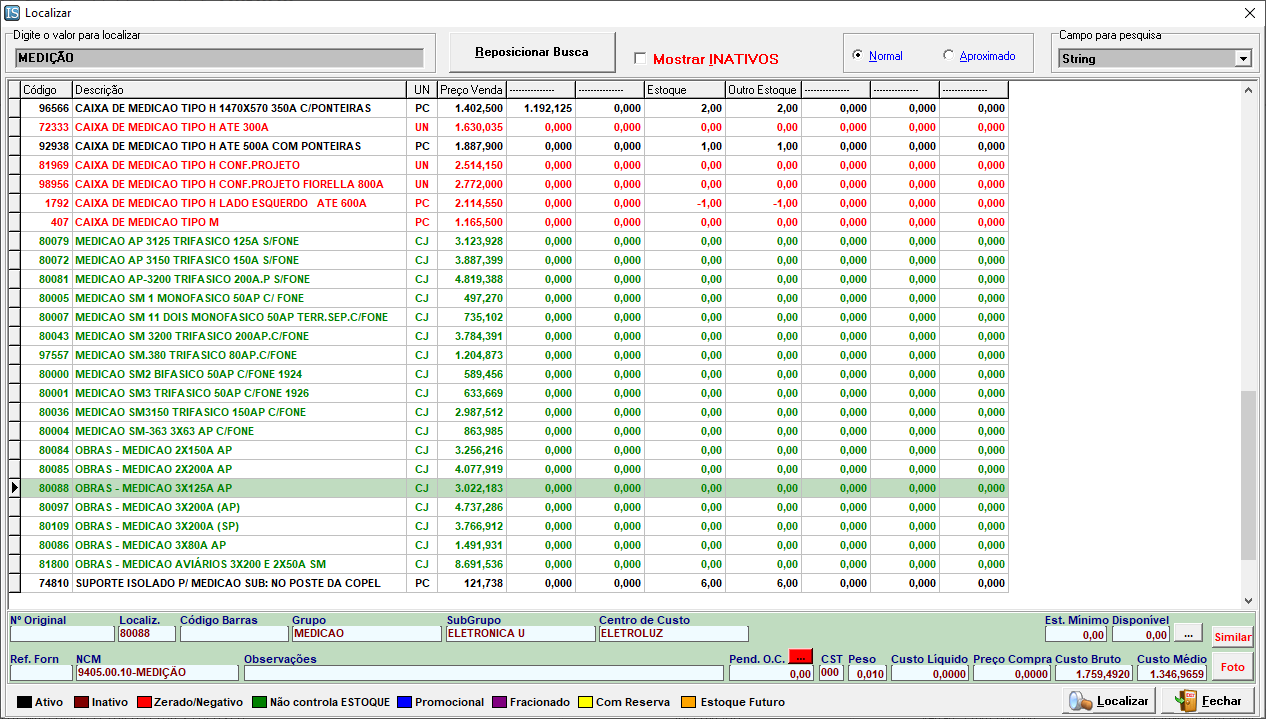 IS Localizar
Digite o valor para localizar
MEDIÇÃO
Reposicionar Busca
Mostrar INATIVOS
Normal Aproximado
Campo para pesquisa
String
Código Descrição UN Preço Venda -------------- -------------- Estoque Outro Estoque -------------- -------------- --------------
96566 CAIXA DE MEDICAO TIPO H 1470X570 350A C/PONTEIRAS PC 1.402,500 1.192,125 0,000 2,00 2,00 0,000 0,000 0,000
72333 CAIXA DE MEDICAO TIPO H ATE 300A UN 1.630,035 0,000 0,000 0,00 0,00 0,000 0,000 0,000
92938 CAIXA DE MEDICAO TIPO H ATE 500A COM PONTEIRAS PC 1.887,900 0,000 0,000 1,00 1,00 0,000 0,000 0,000
81969 CAIXA DE MEDICAO TIPO H CONF.PROJETO UN 2.514,150 0,000 0,000 0,00 0,00 0,000 0,000 0,000
98956 CAIXA DE MEDICAO TIPO H CONF.PROJETO FIORELLA 800A UN 2.772,000 0,000 0,000 0,00 0,00 0,000 0,000 0,000
1792 CAIXA DE MEDICAO TIPO H LADO ESQUERDO ATE 600A PC 2.114,550 0,000 0,000 -1,00 -1,00 0,000 0,000 0,000
407 CAIXA DE MEDICAO TIPO M PC 1.165,500 0,000 0,000 0,00 0,00 0,000 0,000 0,000
80079 MEDICAO AP 3125 TRIFASICO 125A S/FONE CJ 3.123,928 0,000 0,000 0,00 0,00 0,000 0,000 0,000
80072 MEDICAO AP 3150 TRIFASICO 150A S/FONE CJ 3.887,399 0,000 0,000 0,00 0,00 0,000 0,000 0,000
80081 MEDICAO AP-3200 TRIFASICO 200A.P S/FONE CJ 4.819,388 0,000 0,000 0,00 0,00 0,000 0,000 0,000
80005 MEDICAO SM 1 MONOFASICO 50AP C/ FONE CJ 497,270 0,000 0,000 0,00 0,00 0,000 0,000 0,000
80007 MEDICAO SM 11 DOIS MONOFASICO 50AP TERR.SEP.C/FONE CJ 735,102 0,000 0,000 0,00 0,00 0,000 0,000 0,000
80043 MEDICAO SM 3200 TRIFASICO 200AP.C/FONE CJ 3.784,391 0,000 0,000 0,00 0,00 0,000 0,000 0,000
97557 MEDICAO SM.380 TRIFASICO 80AP.C/FONE CJ 1.204,873 0,000 0,000 0,00 0,00 0,000 0,000 0,000
80000 MEDICAO SM2 BIFASICO 50AP C/FONE 1924 CJ 589,456 0,000 0,000 0,00 0,00 0,000 0,000 0,000
80001 MEDICAO SM3 TRIFASICO 50AP C/FONE 1926 CJ 633,669 0,000 0,000 0,00 0,00 0,000 0,000 0,000
80036 MEDICAO SM3150 TRIFASICO 150AP C/FONE CJ 2.987,512 0,000 0,000 0,00 0,00 0,000 0,000 0,000
80004 MEDICAO SM-363 3X63 AP C/FONE CJ 863,985 0,000 0,000 0,00 0,00 0,000 0,000 0,000
80084 OBRAS - MEDICAO 2X150A AP CJ 3.256,216 0,000 0,000 0,00 0,00 0,000 0,000 0,000
80085 OBRAS - MEDICAO 2X200A AP CJ 4.077,919 0,000 0,000 0,00 0,00 0,000 0,000 0,000
80088 OBRAS - MEDICAO 3X125A AP CJ 3.022,183 0,000 0,000 0,00 0,00 0,000 0,000 0,000
80097 OBRAS - MEDICAO 3X200A (AP) CJ 4.737,286 0,000 0,000 0,00 0,00 0,000 0,000 0,000
80109 OBRAS - MEDICAO 3X200A (SP) CJ 3.766,912 0,000 0,000 0,00 0,00 0,000 0,000 0,000
80086 OBRAS - MEDICAO 3X80A AP CJ 1.491,931 0,000 0,000 0,00 0,00 0,000 0,000 0,000
81800 OBRAS - MEDICAO AVIÁRIOS 3X200 E 2X50A SM CJ 8.691,536 0,000 0,000 0,00 0,00 0,000 0,000 0,000
74810 SUPORTE ISOLADO P/ MEDICAO SUB: NO POSTE DA COPEL PC 121,738 0,000 0,000 6,00 6,00 0,000 0,000 0,000
Nº Original Localiz. Código Barras Grupo SubGrupo Centro de Custo Est. Mínimo Disponível
80088 MEDICAO ELETRONICA U ELETROLUZ 0,00 0,00 ... Similar
Ref. Forn NCM Observações Pend. O.C. ... CST Peso Custo Líquido Preço Compra Custo Bruto Custo Médio
9405.00.10-MEDIÇÃO 0,00 000 0,010 0,0000 0,0000 1.759,4920 1.346,9659 Foto
Ativo Inativo Zerado/Negativo Não controla ESTOQUE Promocional Fracionado Com Reserva Estoque Futuro Localizar Fechar